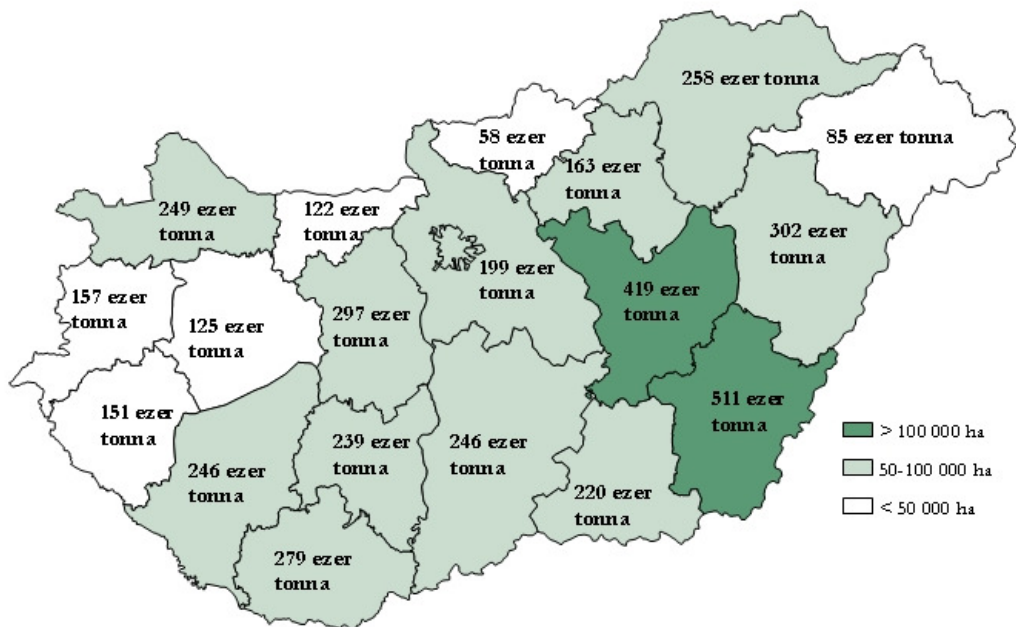 258 ezer tonna
58 ezer
tonna
85 ezer tonna
163 ezer
tonna
249 ezer
tonna
122 ezer
tonna
302 ezer
tonna
199 ezer
tonna
157 ezer
tonna
125 ezer
tonna
297 ezer
tonna
419 ezer
tonna
151 ezer
tonna
511 ezer
tonna
246 ezer
tonna
239 ezer
tonna
246 ezer
tonna
220 ezer
tonna
279 ezer
tonna
> 100 000 ha
50-100 000 ha
< 50 000 ha